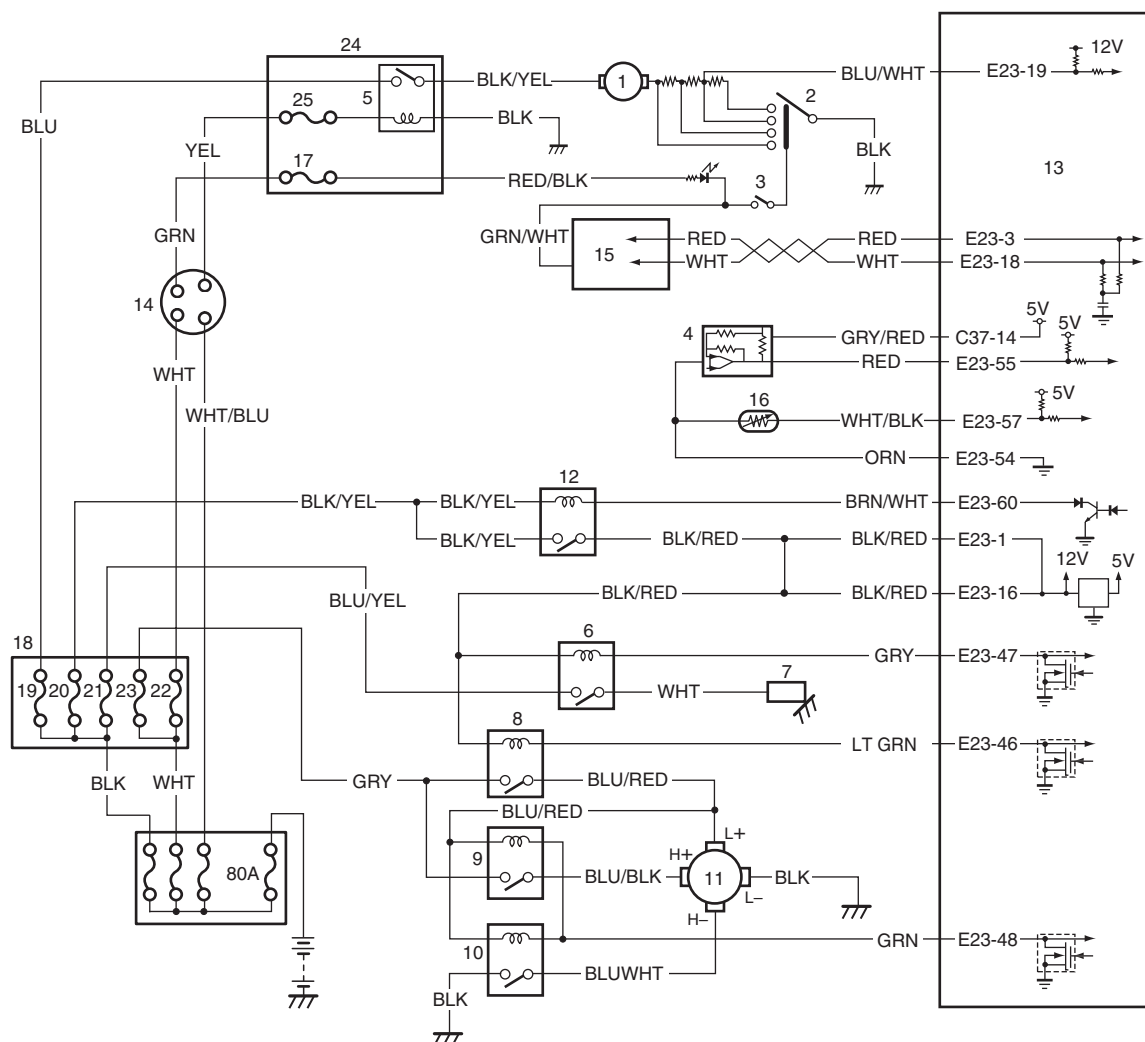 24
12V
BLK/YEL
1
BLU/WHT
E23-19
5
2
25
BLU
BLK
YEL
BLK
17
13
RED/BLK
3
GRN
GRN/WHT
RED
RED
E23-3
15
WHT
WHT
E23-18
14
5V
5V
4
GRY/RED
C37-14
WHT
RED
E23-55
16
5V
WHT/BLU
WHT/BLK
E23-57
ORN
E23-54
12
BLK/YEL
BLK/YEL
BRN/WHT
E23-60
BLK/YEL
BLK/RED
BLK/RED
E23-1
12V
5V
BLU/YEL
BLK/RED
BLK/RED
E23-16
18
6
GRY
E23-47
19
20
21
23
22
WHT
7
8
LT GRN
E23-46
BLK
WHT
GRY
BLU/RED
BLU/RED
L+
H+
9
80A
BLU/BLK
11
BLK
L–
H–
10
GRN
E23-48
BLUWHT
BLK